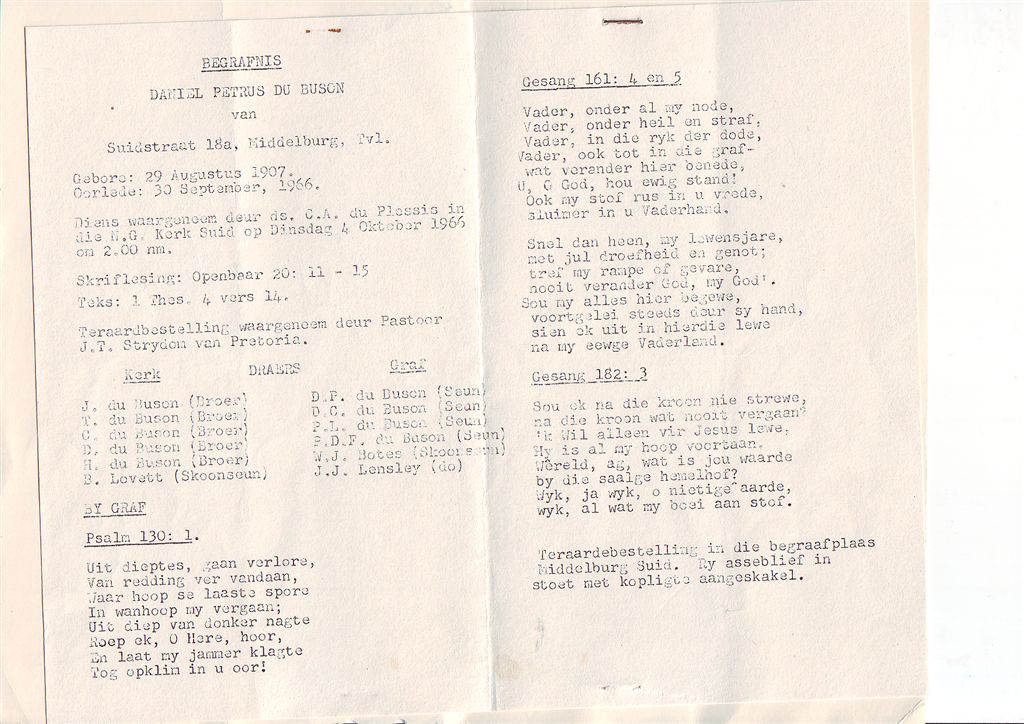 BEGRAFNIS
DANIEL PETRUS DU BUSON
van
Suidstraat 18a, Middelburg, Tvl.
Gebore: 29 Augustus 1907.
Oorlede: 30 September, 1966.
Diens waargeneem deur ds. C.A. du Plessis in
die N.G. Kerk Suid op Dinsdag 4 Oktober 1966
om 2.00 nm.
Skriflesing: Openbaar 20: 11 - 15
Teks: 1 Thes. 4 vers 14.
Teraardbestelling waargeneem deur Pastoor
J.T. Strydom van Pretoria.
Kerk DRAERS Graf
J. du Buson (Broer) D.P. du Buson (Seun)
T. du Buson (Broer) D.C. du Buson (Seun)
C. du Buson (Broer) P.L. du Buson (Seun)
D. du Buson (Broer) P.D.F. du Buson (Seun)
H. du Buson (Broer) W.J. Botes (Skoonseun)
B. Lovett (Skoonseun) J.J. Lensley (do)
BY GRAF
Psalm 130: 1.
Uit dieptes, gaan verlore,
Van redding ver vandaan,
Waar hoop se laaste spore
In wanhoop my vergaan;
Uit diep van donker nagte
Roep ek, O Here, hoor,
En laat my jammer klagte
Tog opklim in u oor!
Gesang 161: 4 en 5
Vader, onder al my node,
Vader, onder heil en straf,
Vader, in die ryk der dode,
Vader, ook tot in die graf-
wat verander hier benede,
U, O God, hou ewig stand!
Ook my stof rus in u vrede,
sluimer in u Vaderhand.
Snel dan heen, my lewensjare,
met jul droefheid en genot;
tref my rampe of gevare,
nooit verander God, my God'.
Sou my alles hier begewe,
voortgelei steeds deur sy hand,
sien ek uit in hierdie lewe
na my eewge Vaderland.
Gesang 182: 3
Sou ek na die kroon nie strewe,
na die kroon wat nooit vergaan?
'k Wil alleen vir Jesus lewe,
Hy is al my hoop voortaan.
Wêreld, ag, wat is jou waarde
by die saalge hemelhof?
Wyk, ja wyk, o nietige aarde,
wyk, al wat my boei aan stof.
Teraardebestelling in die begraafplaas
Middelburg Suid. Ry asseblief in
stoet met kopligte aangeskakel.